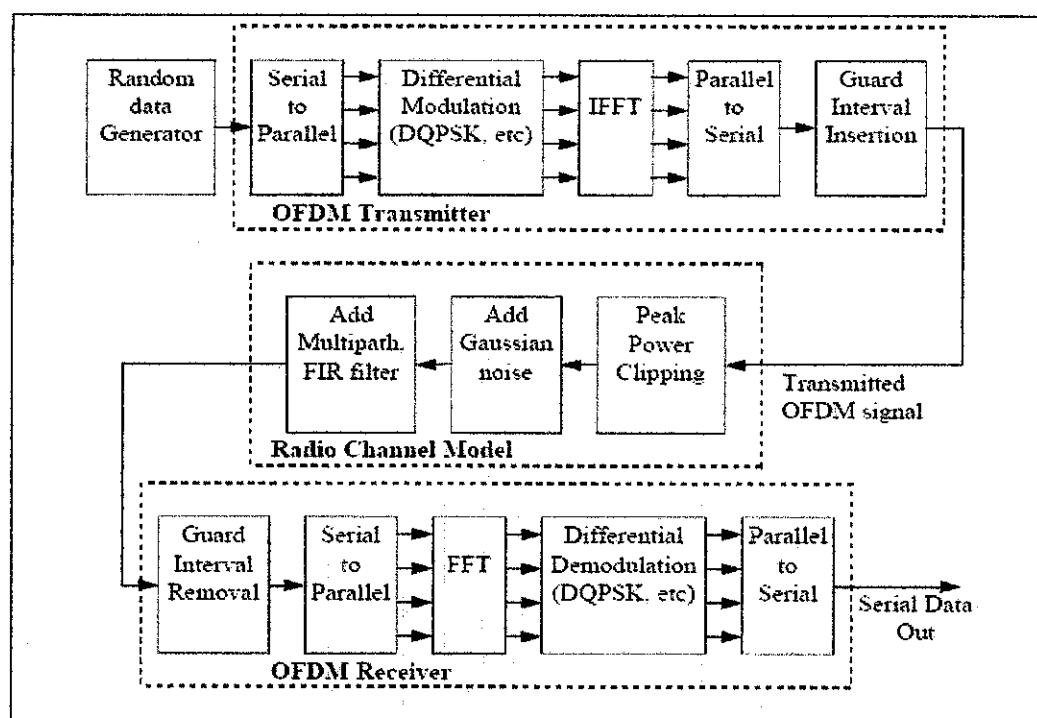 Random
data
Generator
Serial
to
Parallel
Differential
Modulation
(DQPSK, etc)
IFFT
Parallel
to
Serial
Guard
Interval
Insertion
OFDM Transmitter
Add
Multipath.
FIR filter
Add
Gaussian
noise
Peak
Power
Clipping
Transmitted
OFDM signal
Radio Channel Model
Guard
Interval
Removal
Serial
to
Parallel
FFT
Differential
Demodulation
(DQPSK, etc)
Parallel
to
Serial
Serial Data
Out
OFDM Receiver